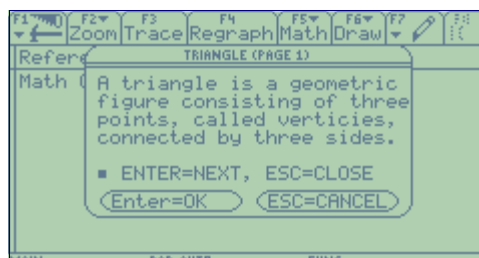 F1 F2 Zoom F3 Trace F4 Regraph F5 Math F6 Draw F7
TRIANGLE (PAGE 1)
A triangle is a geometric
figure consisting of three
points, called verticies,
connected by three sides.
▪ ENTER=NEXT, ESC=CLOSE
Enter=OK ESC=CANCEL
Math